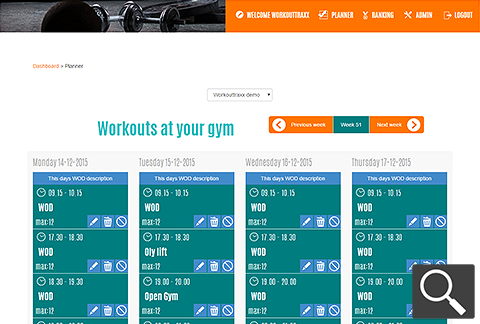 WELCOME WORKOUTTRAXX PLANNER RANKING ADMIN LOGOUT
Dashboard > Planner
Workouttraxx demo
Workouts at your gym
Previous week Week 51 Next week
Monday 14-12-2015 Tuesday 15-12-2015 Wednesday 16-12-2015 Thursday 17-12-2015
This days WOD description This days WOD description This days WOD description This days WOD description
09.15 - 10.15 09.15 - 10.15 09.15 - 10.15 09.15 - 10.15
WOD WOD WOD WOD
max:12 max:12 max:12 max:12
17.30 - 18.30 17.30 - 18.30 17.30 - 18.30 17.30 - 18.30
WOD Oly lift WOD WOD
max:12 max:12 max:12 max:12
18.30 - 19.30 19.00 - 20.00 19.00 - 20.00 19.00 - 20.00
WOD Open Gym WOD WOD
max:12 max:12 max:12 max:12